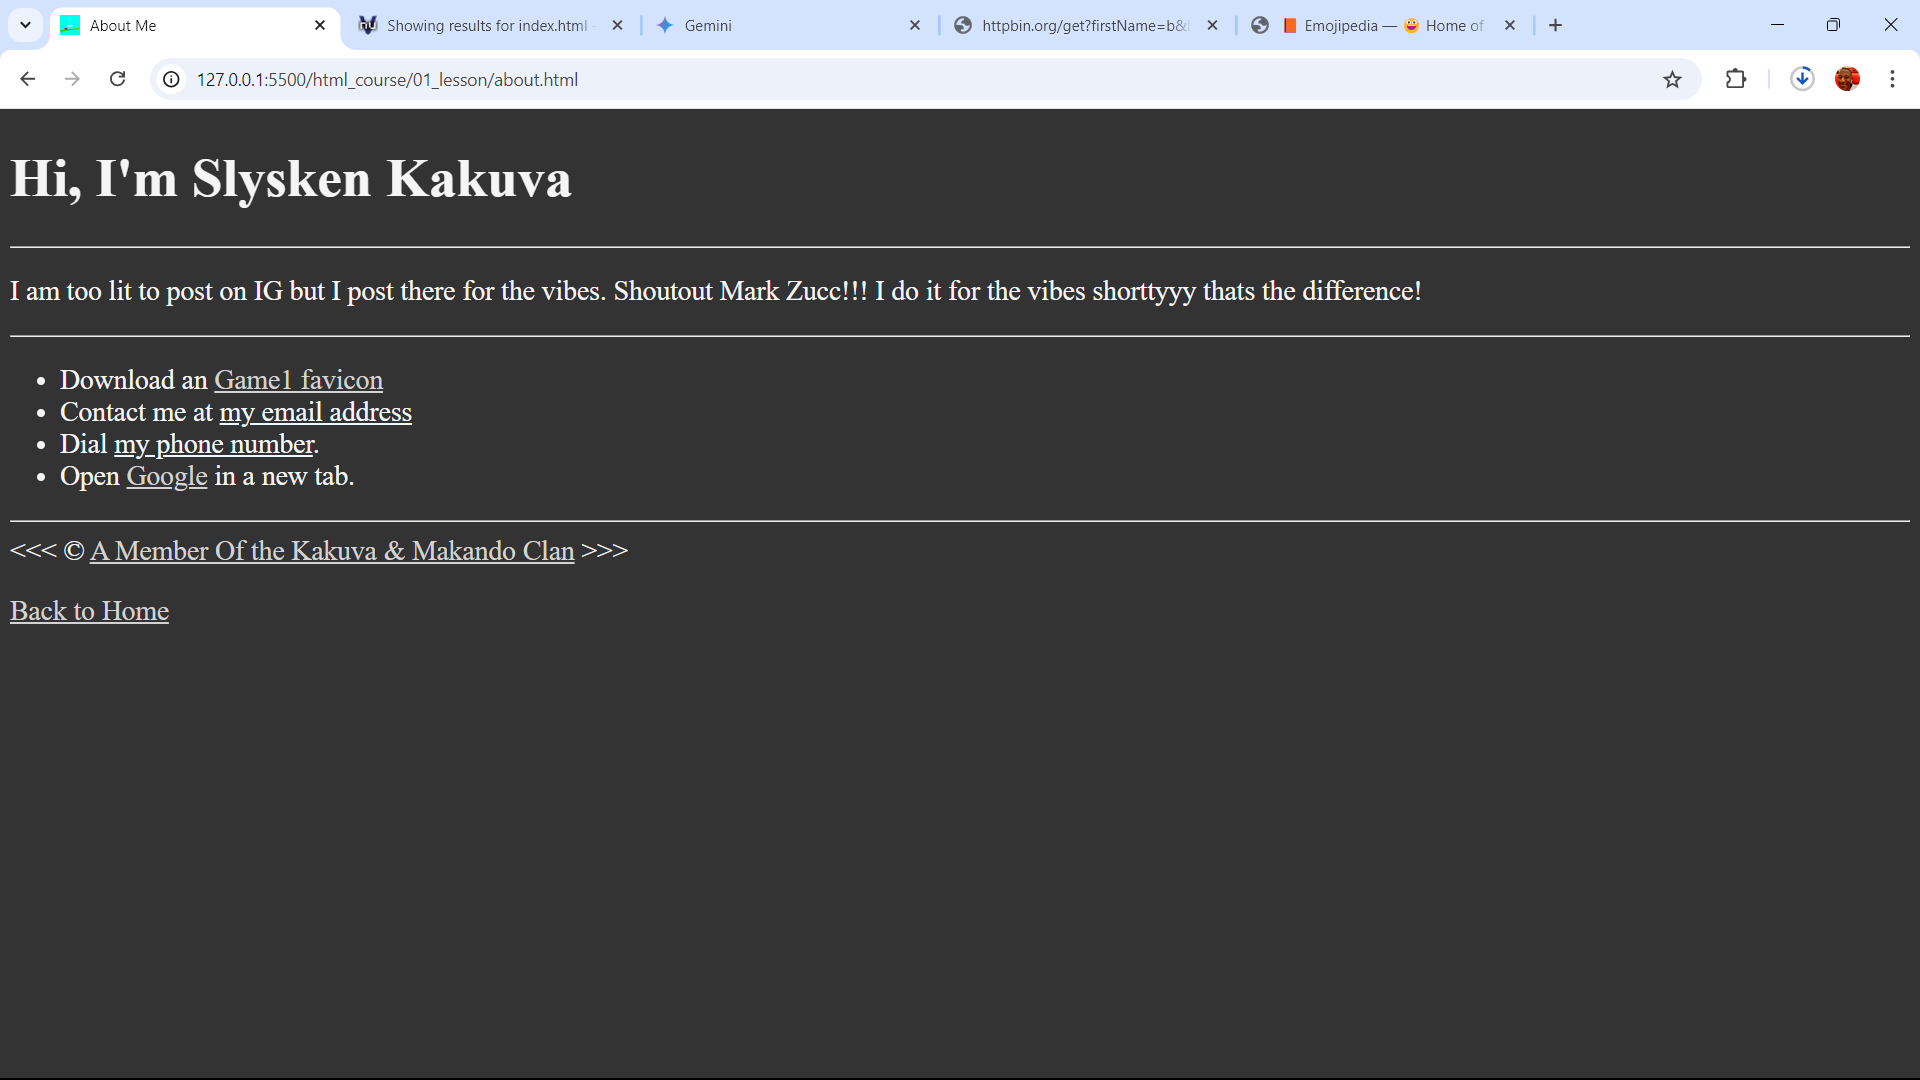 About Me
Showing results for index.html -
Gemini
httpbin.org/get?firstName=b&
Emojipedia — 😃 Home of
127.0.0.1:5500/html_course/01_lesson/about.html
Hi, I'm Slysken Kakuva
I am too lit to post on IG but I post there for the vibes. Shoutout Mark Zucc!!! I do it for the vibes shorttyyy thats the difference!
• Download an Game1 favicon
• Contact me at my email address
• Dial my phone number.
• Open Google in a new tab.
<<< © A Member Of the Kakuva & Makando Clan >>>
Back to Home